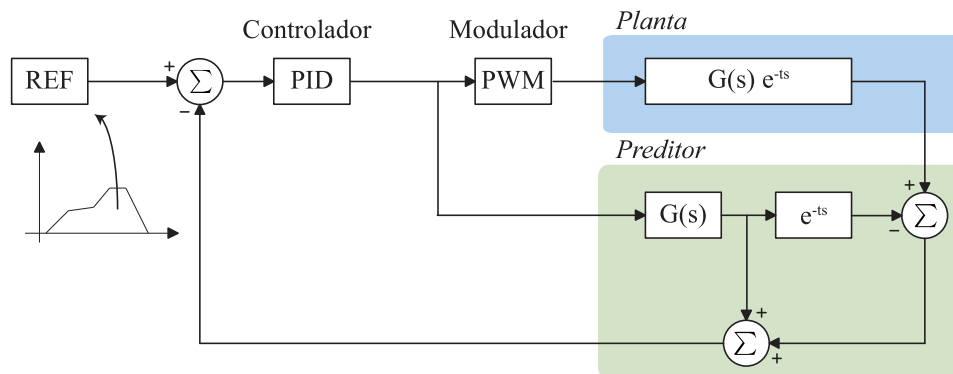 Planta
Controlador
Modulador
REF
+
Σ
−
PID
PWM
G(s) e-ts
Preditor
G(s)
e-ts
+
−
Σ
+
Σ
+